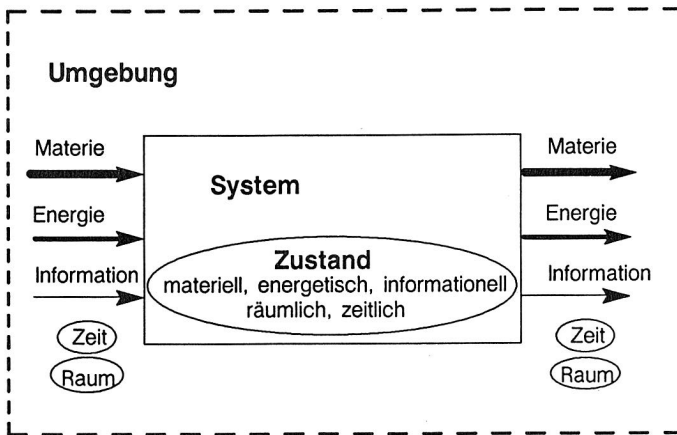 Umgebung
Materie
Energie
Information
Zeit
Raum
System
Zustand
materiell, energetisch, informationell
räumlich, zeitlich
Materie
Energie
Information
Zeit
Raum